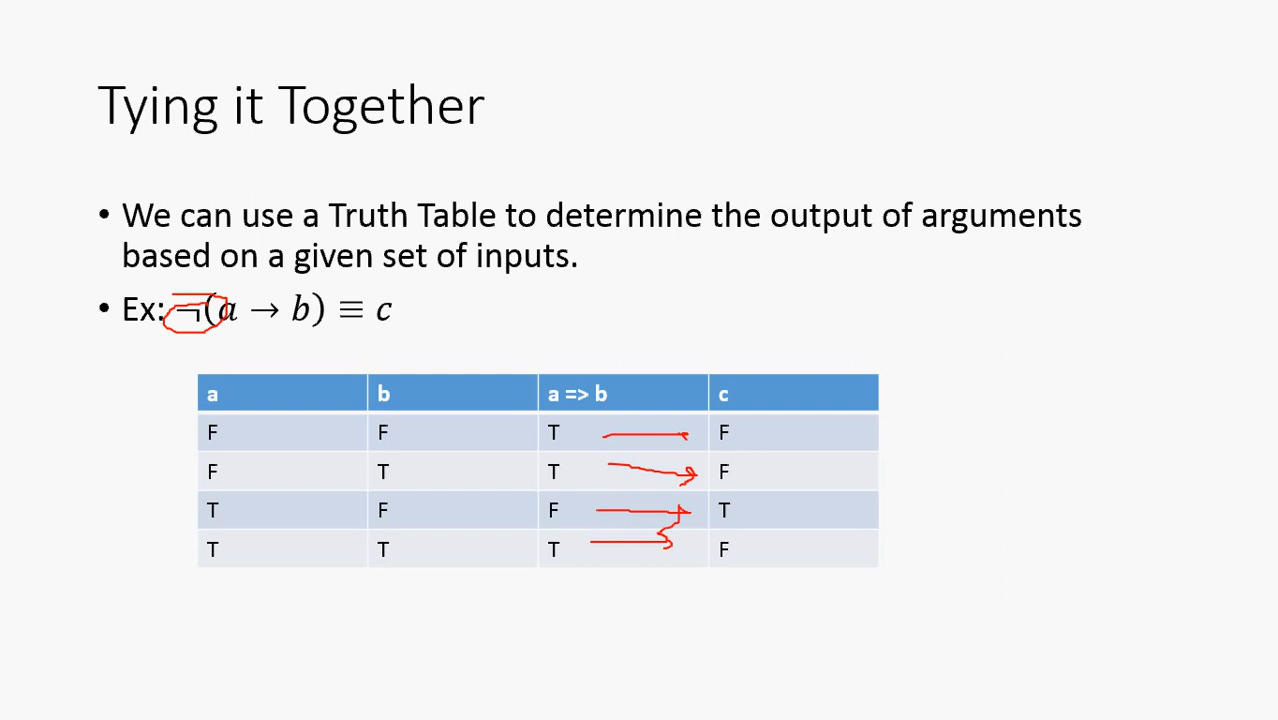 Tying it Together
• We can use a Truth Table to determine the output of arguments
based on a given set of inputs.
• Ex: ¬(a → b) ≡ c
a b a => b c
F F T F
F T T F
T F F T
T T T F